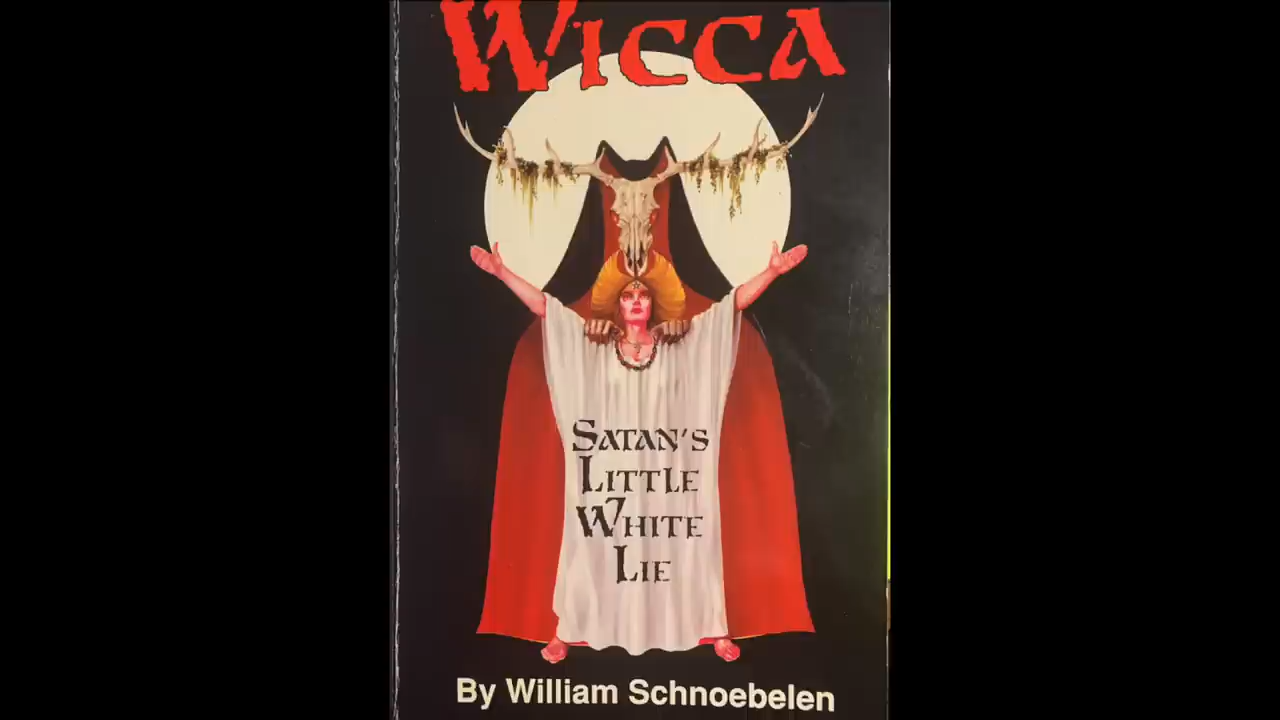 Wicca
Satan's
Little
White
Lie
By William Schnoebelen